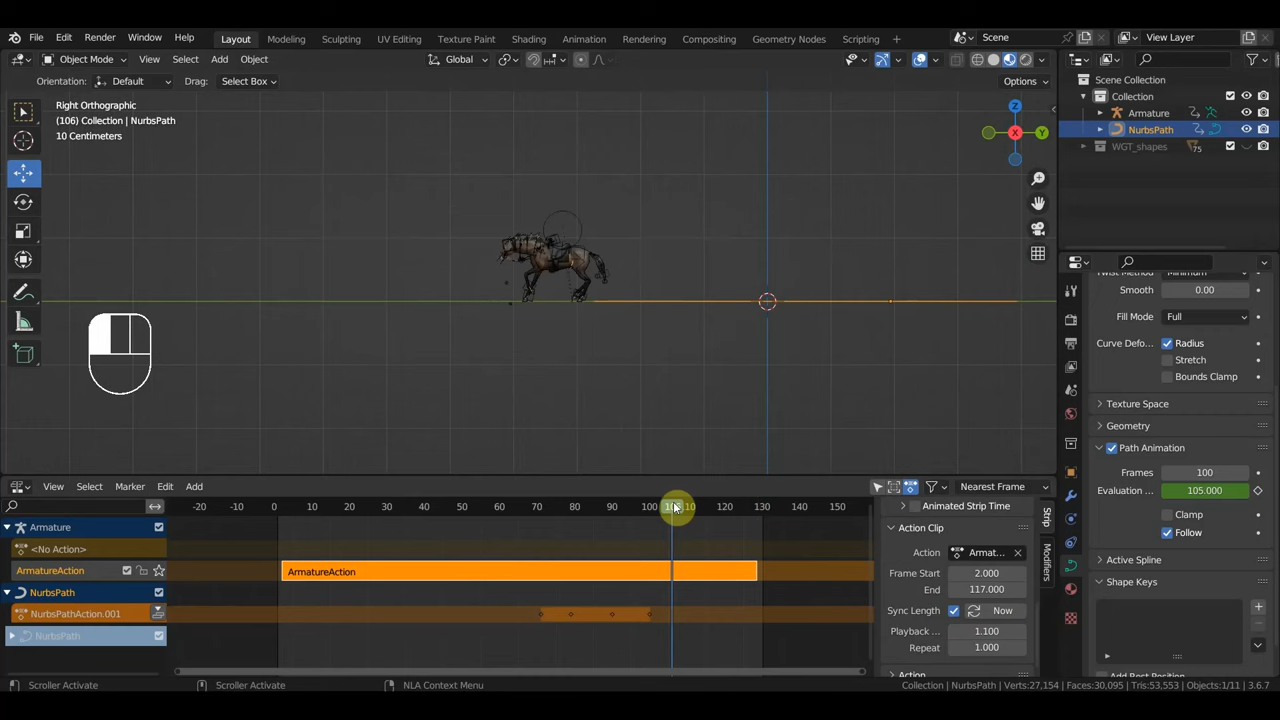 File Edit Render Window Help Layout Modeling Sculpting UV Editing Texture Paint Shading Animation Rendering Compositing Geometry Nodes Scripting + Scene View Layer
Object Mode View Select Add Object Global
Orientation: Default Drag: Select Box Options
Right Orthographic
(106) Collection | NurbsPath
10 Centimeters
Z
X
Y
Scene Collection
Collection
Armature
NurbsPath
WGT_shapes 75
Twist Method Minimum
Smooth 0.00
Fill Mode Full
Curve Defo... Radius
Stretch
Bounds Clamp
Texture Space
Geometry
Path Animation
Frames 100
Evaluation ... 105.000
Clamp
Follow
Active Spline
Shape Keys
View Select Marker Edit Add Nearest Frame
-20 -10 0 10 20 30 40 50 60 70 80 90 100 110 120 130 140 150
Armature
<No Action>
ArmatureAction
ArmatureAction
NurbsPath
NurbsPathAction.001
NurbsPath
Animated Strip Time
Action Clip
Action Armat...
Frame Start 2.000
End 117.000
Sync Length Now
Playback ... 1.100
Repeat 1.000
Strip
Modifiers
Scroller Activate Scroller Activate NLA Context Menu Collection | NurbsPath | Verts:27,154 | Faces:30,095 | Tris:53,553 | Objects:1/11 | 3.6.7